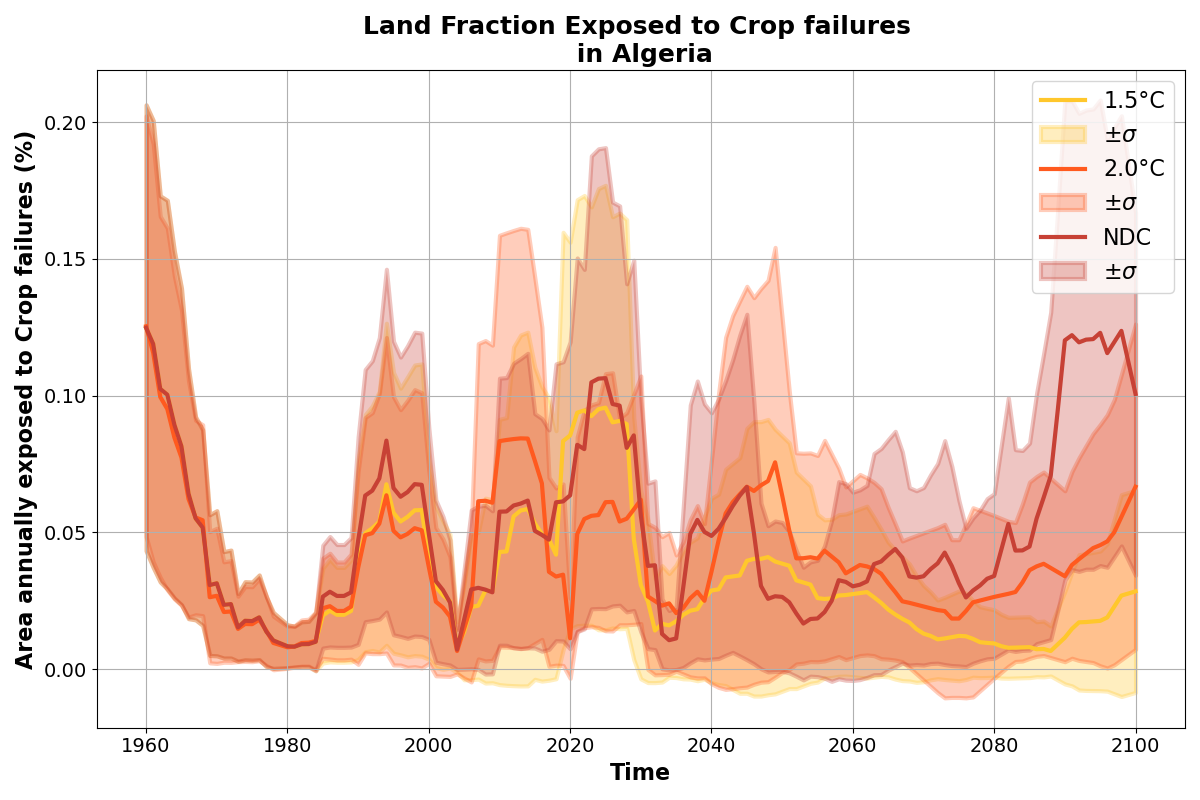 Land Fraction Exposed to Crop failures
in Algeria
Area annually exposed to Crop failures (%)
0.20
0.15
0.10
0.05
0.00
1.5°C
±σ
2.0°C
±σ
NDC
±σ
1960
1980
2000
2020
2040
2060
2080
2100
Time